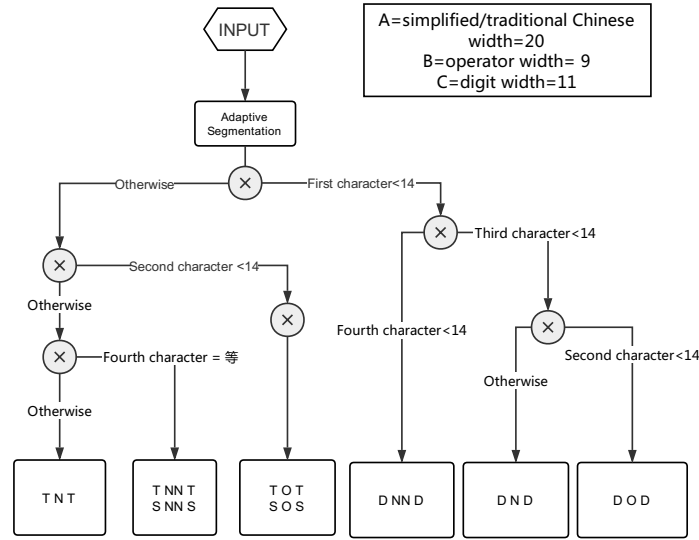 INPUT
A=simplified/traditional Chinese
width=20
B=operator width= 9
C=digit width=11
Adaptive
Segmentation
Otherwise
First character<14
Third character<14
Second character <14
Otherwise
Fourth character<14
Second character<14
Fourth character = 等
Otherwise
Otherwise
T N T
T NN T
S NN S
T O T
S O S
D NN D
D N D
D O D